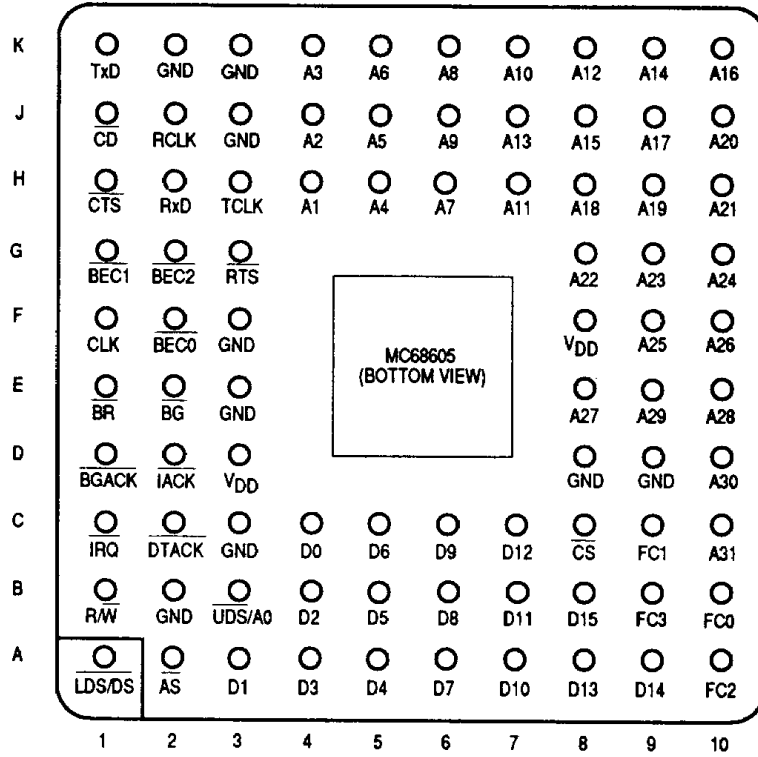 K
TxD GND GND A3 A6 A8 A10 A12 A14 A16
J
CD RCLK GND A2 A5 A9 A13 A15 A17 A20
H
CTS RxD TCLK A1 A4 A7 A11 A18 A19 A21
G
BEC1 BEC2 RTS A22 A23 A24
F
CLK BEC0 GND VDD A25 A26
MC68605
(BOTTOM VIEW)
E
BR BG GND A27 A29 A28
D
BGACK IACK VDD GND GND A30
C
IRQ DTACK GND D0 D6 D9 D12 CS FC1 A31
B
R/W GND UDS/A0 D2 D5 D8 D11 D15 FC3 FC0
A
LDS/DS AS D1 D3 D4 D7 D10 D13 D14 FC2
1 2 3 4 5 6 7 8 9 10